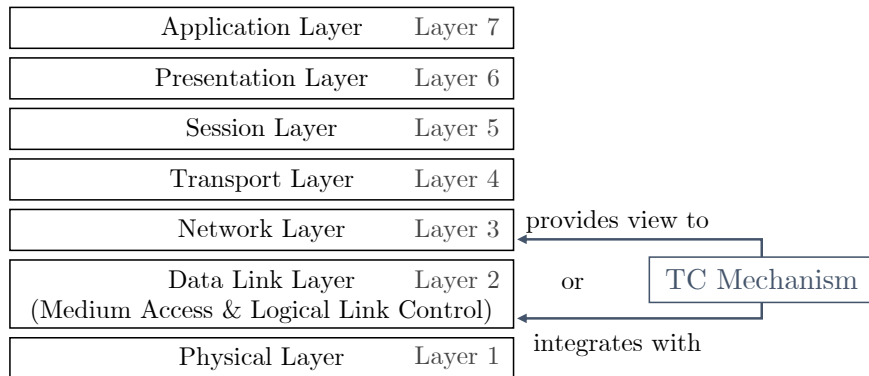 Application Layer Layer 7
Presentation Layer Layer 6
Session Layer Layer 5
Transport Layer Layer 4
Network Layer Layer 3
provides view to
Data Link Layer Layer 2
(Medium Access & Logical Link Control)
or
TC Mechanism
integrates with
Physical Layer Layer 1